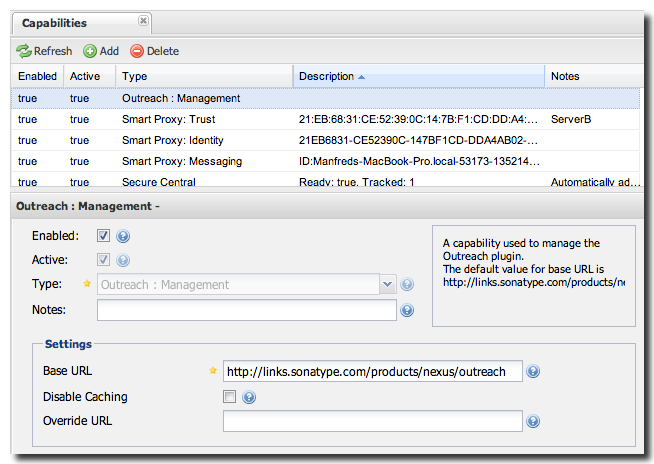 Capabilities
Refresh Add Delete
Enabled Active Type Description Notes
true true Outreach : Management
true true Smart Proxy: Trust 21:EB:68:31:CE:52:39:0C:14:7B:F1:CD:DD:A4:... ServerB
true true Smart Proxy: Identity 21EB6831-CE52390C-147BF1CD-DDA4AB02-...
true true Smart Proxy: Messaging ID:Manfreds-MacBook-Pro.local-53173-135214...
true true Secure Central Ready: true, Tracked: 1 Automatically ad...
Outreach : Management -
Enabled:
Active:
Type: Outreach : Management
Notes:
A capability used to manage the
Outreach plugin.
The default value for base URL is
http://links.sonatype.com/products/ne
Settings
Base URL http://links.sonatype.com/products/nexus/outreach
Disable Caching
Override URL